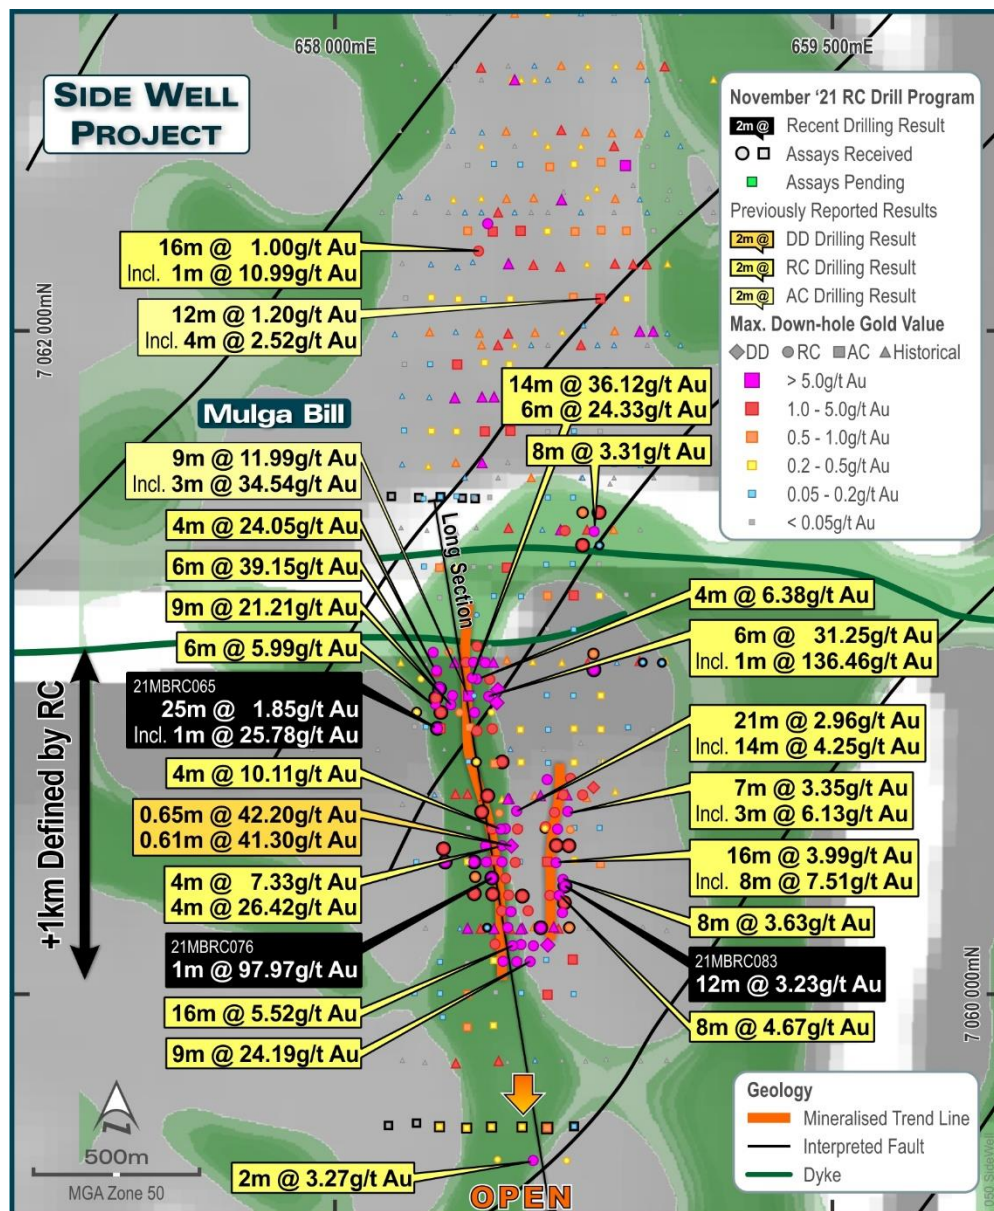 658 000mE
659 500mE
SIDE WELL
PROJECT
November ‘21 RC Drill Program
2m @ Recent Drilling Result
Assays Received
Assays Pending
Previously Reported Results
2m @ DD Drilling Result
2m @ RC Drilling Result
2m @ AC Drilling Result
Max. Down-hole Gold Value
DD RC AC Historical
> 5.0g/t Au
1.0 - 5.0g/t Au
0.5 - 1.0g/t Au
0.2 - 0.5g/t Au
0.05 - 0.2g/t Au
< 0.05g/t Au
7 062 000mN
16m @ 1.00g/t Au
Incl. 1m @ 10.99g/t Au
12m @ 1.20g/t Au
Incl. 4m @ 2.52g/t Au
14m @ 36.12g/t Au
6m @ 24.33g/t Au
8m @ 3.31g/t Au
Mulga Bill
9m @ 11.99g/t Au
Incl. 3m @ 34.54g/t Au
4m @ 24.05g/t Au
6m @ 39.15g/t Au
9m @ 21.21g/t Au
6m @ 5.99g/t Au
Long Section
4m @ 6.38g/t Au
6m @ 31.25g/t Au
Incl. 1m @ 136.46g/t Au
21MBRC065
25m @ 1.85g/t Au
Incl. 1m @ 25.78g/t Au
21m @ 2.96g/t Au
Incl. 14m @ 4.25g/t Au
4m @ 10.11g/t Au
7m @ 3.35g/t Au
Incl. 3m @ 6.13g/t Au
0.65m @ 42.20g/t Au
0.61m @ 41.30g/t Au
16m @ 3.99g/t Au
Incl. 8m @ 7.51g/t Au
4m @ 7.33g/t Au
4m @ 26.42g/t Au
8m @ 3.63g/t Au
+1km Defined by RC
21MBRC076
1m @ 97.97g/t Au
21MBRC083
12m @ 3.23g/t Au
16m @ 5.52g/t Au
8m @ 4.67g/t Au
9m @ 24.19g/t Au
7 060 000mN
N
500m
MGA Zone 50
2m @ 3.27g/t Au
OPEN
Geology
Mineralised Trend Line
Interpreted Fault
Dyke
050 SideWell